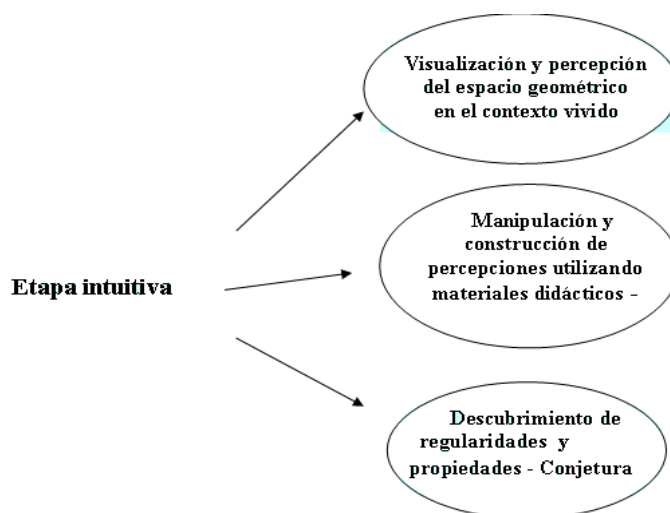 Visualización y percepción
del espacio geométrico
en el contexto vivido
Manipulación y
construcción de
percepciones utilizando
materiales didácticos -
Etapa intuitiva
Descubrimiento de
regularidades y
propiedades - Conjetura